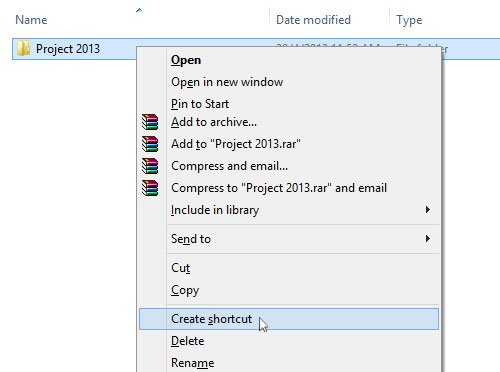 Name Date modified Type
Project 2013
Open
Open in new window
Pin to Start
Add to archive...
Add to "Project 2013.rar"
Compress and email...
Compress to "Project 2013.rar" and email
Include in library
Send to
Cut
Copy
Create shortcut
Delete
Rename